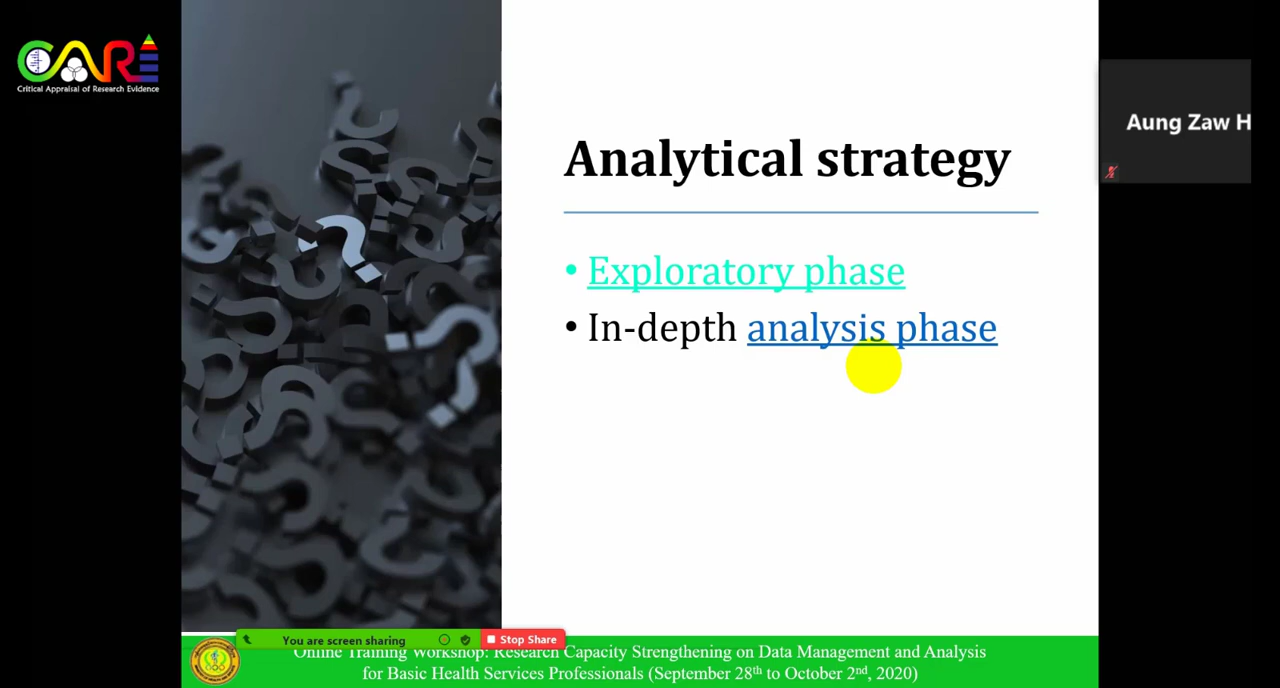 CARE
Critical Appraisal of Research Evidence
Aung Zaw H
Analytical strategy
• Exploratory phase
• In-depth analysis phase
You are screen sharing
Stop Share
Online Training Workshop: Research Capacity Strengthening on Data Management and Analysis
for Basic Health Services Professionals (September 28th to October 2nd, 2020)